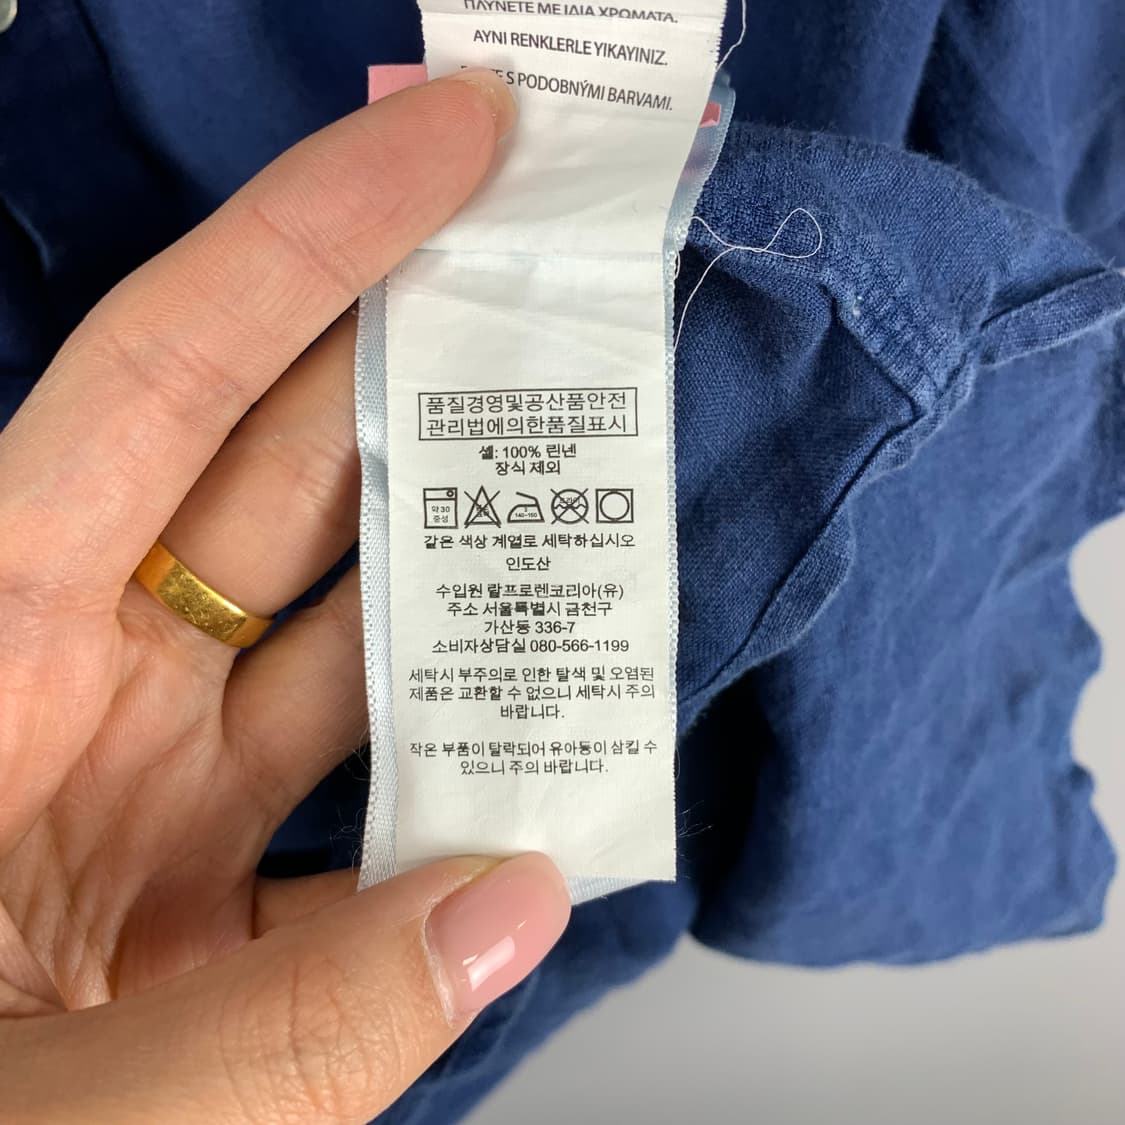 ΠΛΥΝΕΤΕ ΜΕ ΙΔΙΑ ΧΡΩΜΑΤΑ.
AYNI RENKLERLE YIKAYINIZ.
S PODOBNÝMI BARVAMI.
품질경영및공산품안전
관리법에의한품질표시
셸: 100% 린넨
장식 제외
약 30
중성
140~160
같은 색상 계열로 세탁하십시오
인도산
수입원 랄프로렌코리아(유)
주소 서울특별시 금천구
가산동 336-7
소비자상담실 080-566-1199
세탁시 부주의로 인한 탈색 및 오염된
제품은 교환할 수 없으니 세탁시 주의
바랍니다.
작은 부품이 탈락되어 유아동이 삼킬 수
있으니 주의 바랍니다.